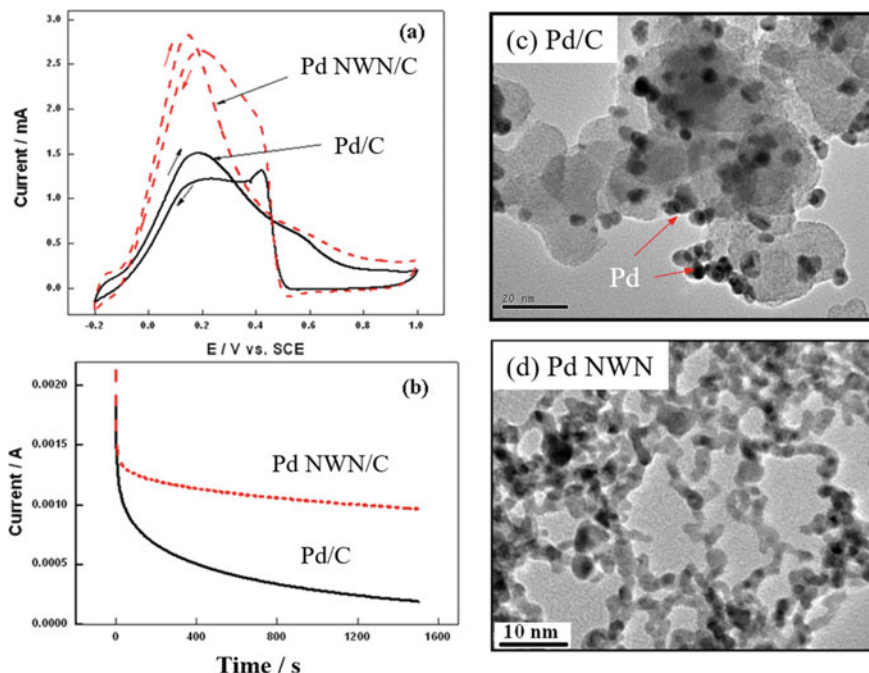 (a)
3.0
2.5
2.0
1.5
1.0
0.5
0.0
Current / mA
Pd NWN/C
Pd/C
-0.2 0.0 0.2 0.4 0.6 0.8 1.0
E / V vs. SCE
(b)
0.0020
0.0015
0.0010
0.0005
0.0000
Current / A
Pd NWN/C
Pd/C
0 400 800 1200 1600
Time / s
(c) Pd/C
Pd
20 nm
(d) Pd NWN
10 nm